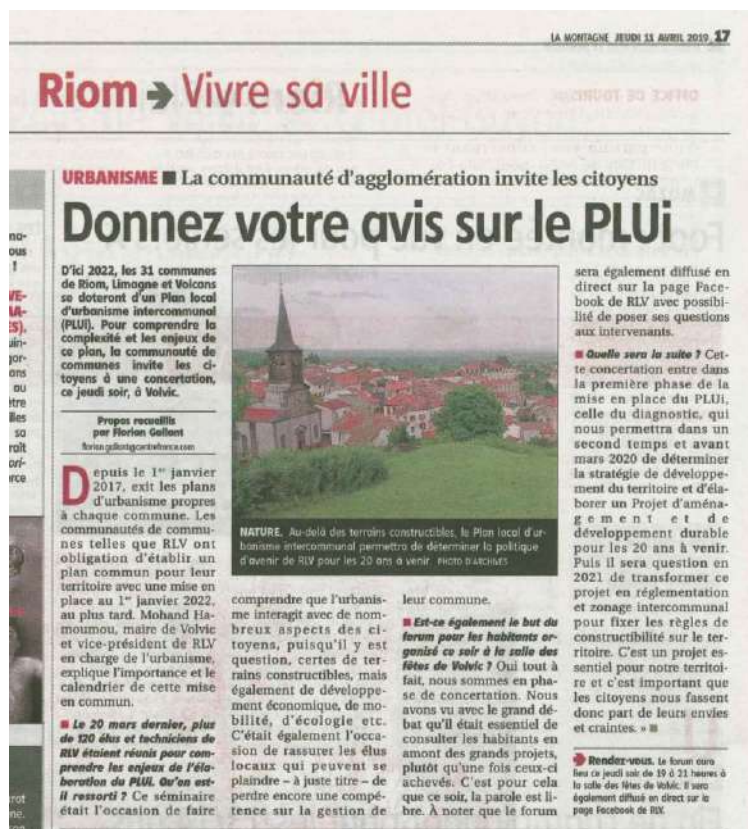 LA MONTAGNE JEUDI 11 AVRIL 2019 17
Riom → Vivre sa ville
URBANISME ■ La communauté d'agglomération invite les citoyens
Donnez votre avis sur le PLUi
D'ici 2022, les 31 communes
de Riom, Limagne et Volcans
se doteront d'un Plan local
d'urbanisme intercommunal
(PLUi). Pour comprendre la
complexité et les enjeux de
ce plan, la communauté de
communes invite les ci-
toyens à une concertation,
ce jeudi soir, à Volvic.
Propos recueillis
par Florian Gallant
Depuis le 1er janvier
2017, exit les plans
d'urbanisme propres
à chaque commune. Les
communautés de commu-
nes telles que RLV ont
obligation d'établir un
plan commun pour leur
territoire avec une mise en
place au 1er janvier 2022,
au plus tard. Mohand Ha-
moumou, maire de Volvic
et vice-président de RLV
en charge de l'urbanisme,
explique l'importance et le
calendrier de cette mise
en commun.
■ Le 20 mars dernier, plus
de 120 élus et techniciens de
RLV étaient réunis pour com-
prendre les enjeux de l'éla-
boration du PLUi. Qu'en est-
il ressorti ? Ce séminaire
était l'occasion de faire
NATURE. Au-delà des terrains constructibles, le Plan local d'ur-
banisme intercommunal permettra de déterminer la politique
d'avenir de RLV pour les 20 ans à venir. PHOTO D'ARCHIVES
comprendre que l'urbanis-
me interagit avec de nom-
breux aspects des ci-
toyens, puisqu'il y est
question, certes de ter-
rains constructibles, mais
également de développe-
ment économique, de mo-
bilité, d'écologie etc.
C'était également l'occa-
sion de rassurer les élus
locaux qui peuvent se
plaindre – à juste titre – de
perdre encore une compé-
tence sur la gestion de
leur commune.
■ Est-ce également le but du
forum pour les habitants or-
ganisé ce soir à la salle des
fêtes de Volvic ? Oui tout à
fait, nous sommes en pha-
se de concertation. Nous
avons vu avec le grand dé-
bat qu'il était essentiel de
consulter les habitants en
amont des grands projets,
plutôt qu'une fois ceux-ci
achevés. C'est pour cela
que ce soir, la parole est li-
bre. À noter que le forum
sera également diffusé en
direct sur la page Face-
book de RLV avec possibi-
lité de poser ses questions
aux intervenants.
■ Quelle sera la suite ? Cet-
te concertation entre dans
la première phase de la
mise en place du PLUi,
celle du diagnostic, qui
nous permettra dans un
second temps et avant
mars 2020 de déterminer
la stratégie de développe-
ment du territoire et d'éla-
borer un Projet d'aména-
gement et de
développement durable
pour les 20 ans à venir.
Puis il sera question en
2021 de transformer ce
projet en réglementation
et zonage intercommunal
pour fixer les règles de
constructibilité sur le ter-
ritoire. C'est un projet es-
sentiel pour notre territoi-
re et c'est important que
les citoyens nous fassent
donc part de leurs envies
et craintes. » ■
Rendez-vous. Le forum aura
lieu ce jeudi soir de 19 à 21 heures à
la salle des fêtes de Volvic. Il sera
également diffusé en direct sur la
page Facebook de RLV.